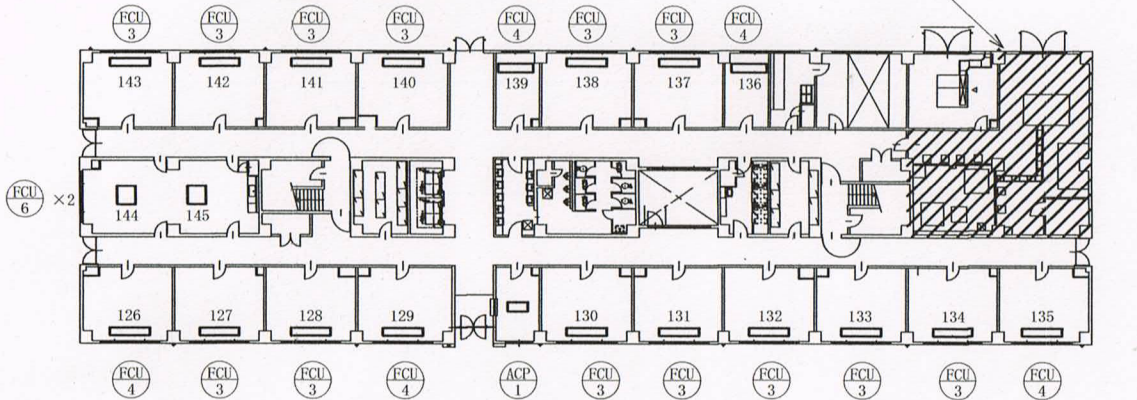 FCU FCU FCU FCU FCU FCU FCU FCU
3 3 3 3 4 3 3 4
143 142 141 140 139 138 137 136
FCU
6 ×2
144 145
126 127 128 129 130 131 132 133 134 135
FCU FCU FCU FCU ACP FCU FCU FCU FCU FCU FCU
4 3 3 4 1 3 3 3 3 3 4